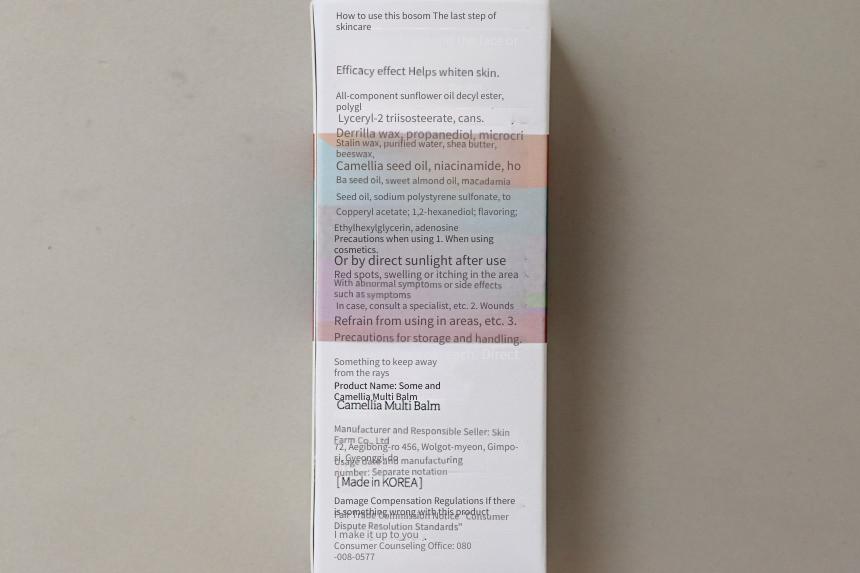 How to use this bosom The last step of
skincare
Efficacy effect Helps whiten skin.
All-component sunflower oil decyl ester,
polygl
Lyceryl-2 triisosteerate, cans.
Derrilla wax, propanediol, microcri
Stalin wax, purified water, shea butter,
beeswax,
Camellia seed oil, niacinamide, ho
Ba seed oil, sweet almond oil, macadamia
Seed oil, sodium polystyrene sulfonate, to
Copperyl acetate; 1,2-hexanediol; flavoring;
Ethylhexylglycerin, adenosine
Precautions when using 1. When using
cosmetics.
Or by direct sunlight after use
Red spots, swelling or itching in the area
With abnormal symptoms or side effects
such as symptoms
In case, consult a specialist, etc. 2. Wounds
Refrain from using in areas, etc. 3.
Precautions for storage and handling.
each. Direct
Something to keep away
from the rays
Product Name: Some and
Camellia Multi Balm
Camellia Multi Balm
Manufacturer and Responsible Seller: Skin
Farm Co., Ltd
72, Aegibong-ro 456, Wolgot-myeon, Gimpo-
si, Gyeonggi-do
Usage date and manufacturing
number: Separate notation
[Made in KOREA]
Damage Compensation Regulations If there
is something wrong with this product
Fair Trade Commission Notice "Consumer
Dispute Resolution Standards"
I make it up to you
Consumer Counseling Office: 080
-008-0577